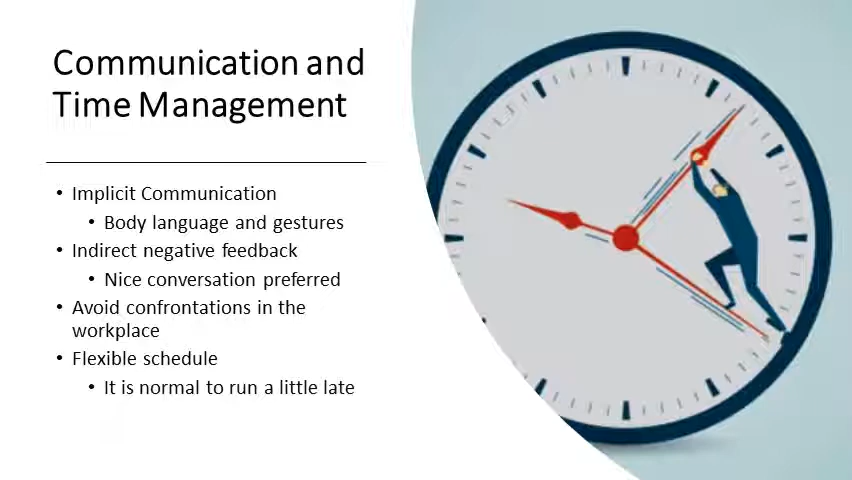 Communication and
Time Management
• Implicit Communication
• Body language and gestures
• Indirect negative feedback
• Nice conversation preferred
• Avoid confrontations in the
workplace
• Flexible schedule
• It is normal to run a little late